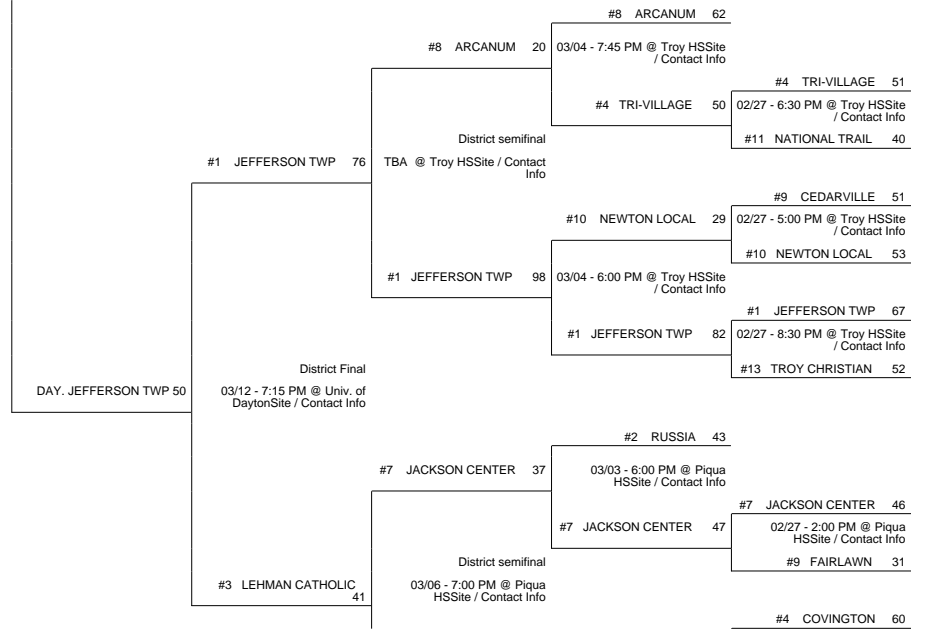 #8 ARCANUM 62
#8 ARCANUM 20
03/04 - 7:45 PM @ Troy HSSite
/ Contact Info
#4 TRI-VILLAGE 51
#4 TRI-VILLAGE 50
02/27 - 6:30 PM @ Troy HSSite
/ Contact Info
#11 NATIONAL TRAIL 40
District semifinal
#1 JEFFERSON TWP 76
TBA @ Troy HSSite / Contact
Info
#9 CEDARVILLE 51
#10 NEWTON LOCAL 29
02/27 - 5:00 PM @ Troy HSSite
/ Contact Info
#10 NEWTON LOCAL 53
#1 JEFFERSON TWP 98
03/04 - 6:00 PM @ Troy HSSite
/ Contact Info
#1 JEFFERSON TWP 67
#1 JEFFERSON TWP 82
02/27 - 8:30 PM @ Troy HSSite
/ Contact Info
#13 TROY CHRISTIAN 52
District Final
DAY. JEFFERSON TWP 50
03/12 - 7:15 PM @ Univ. of
DaytonSite / Contact Info
#2 RUSSIA 43
#7 JACKSON CENTER 37
03/03 - 6:00 PM @ Piqua
HSSite / Contact Info
#7 JACKSON CENTER 46
#7 JACKSON CENTER 47
02/27 - 2:00 PM @ Piqua
HSSite / Contact Info
#9 FAIRLAWN 31
District semifinal
#3 LEHMAN CATHOLIC
41
03/06 - 7:00 PM @ Piqua
HSSite / Contact Info
#4 COVINGTON 60